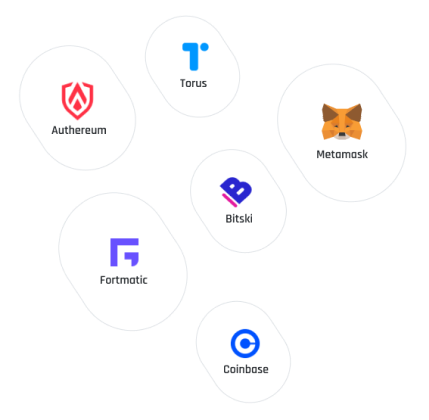 Torus
Authereum
Metamask
Bitski
Fortmatic
Coinbase